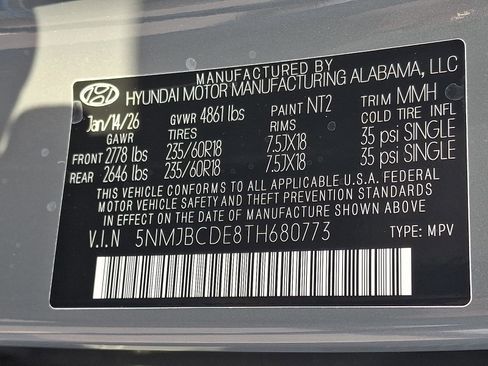 MANUFACTURED BY
HYUNDAI MOTOR MANUFACTURING ALABAMA, LLC
Jan/14/26 GVWR 4861 lbs PAINT NT2 TRIM MMH
GAWR TIRES RIMS COLD TIRE INFL
FRONT 2778 lbs 235/60R18 7.5JX18 35 psi SINGLE
REAR 2646 lbs 235/60R18 7.5JX18 35 psi SINGLE
THIS VEHICLE CONFORMS TO ALL APPLICABLE U.S.A. FEDERAL
MOTOR VEHICLE SAFETY AND THEFT PREVENTION STANDARDS
IN EFFECT ON THE DATE OF MANUFACTURE SHOWN ABOVE
V.I.N 5NMJBCDE8TH680773 TYPE: MPV